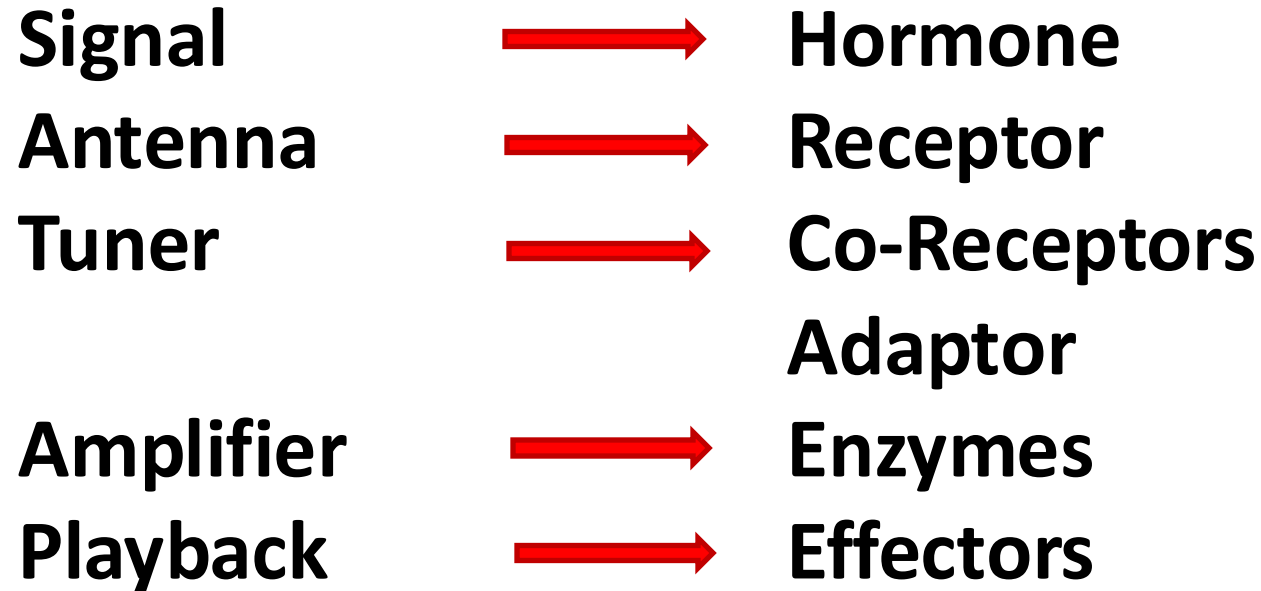 Signal Hormone
Antenna Receptor
Tuner Co-Receptors
Adaptor
Amplifier Enzymes
Playback Effectors